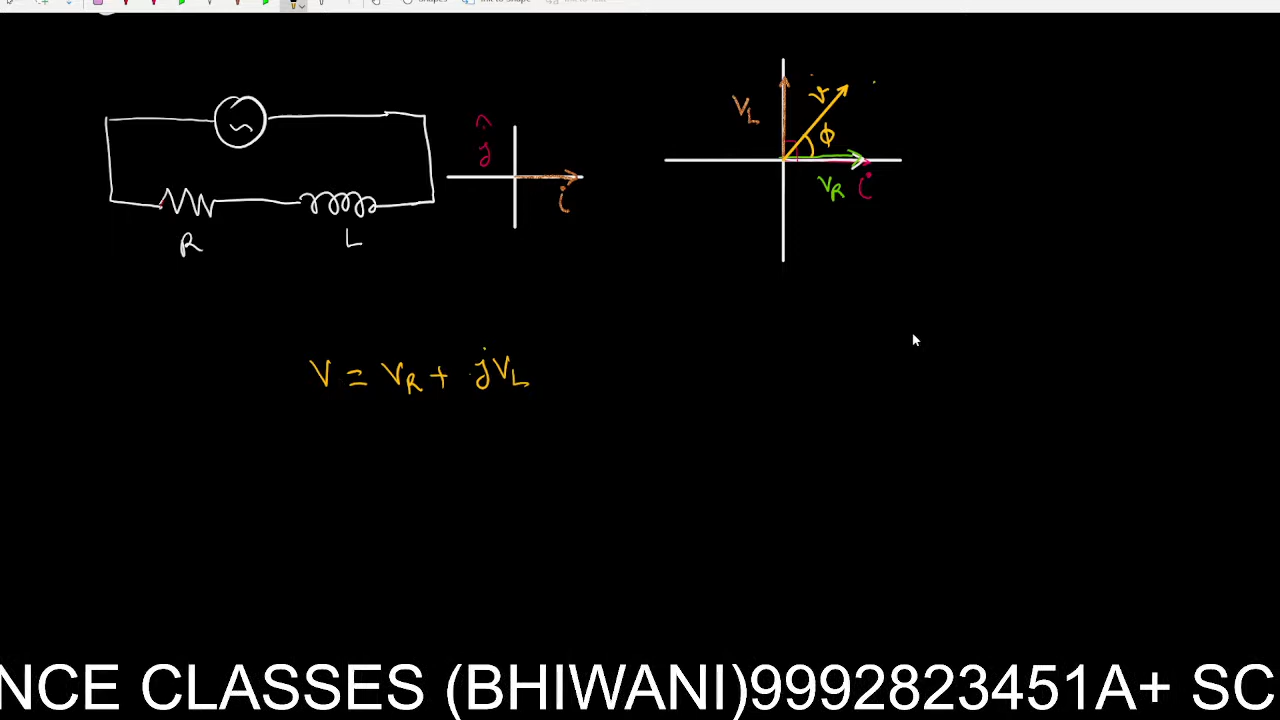 V_L
v
ϕ
ĵ
i
V_R i
R
L
V = V_R + jV_L
NCE CLASSES (BHIWANI)9992823451A+ SC